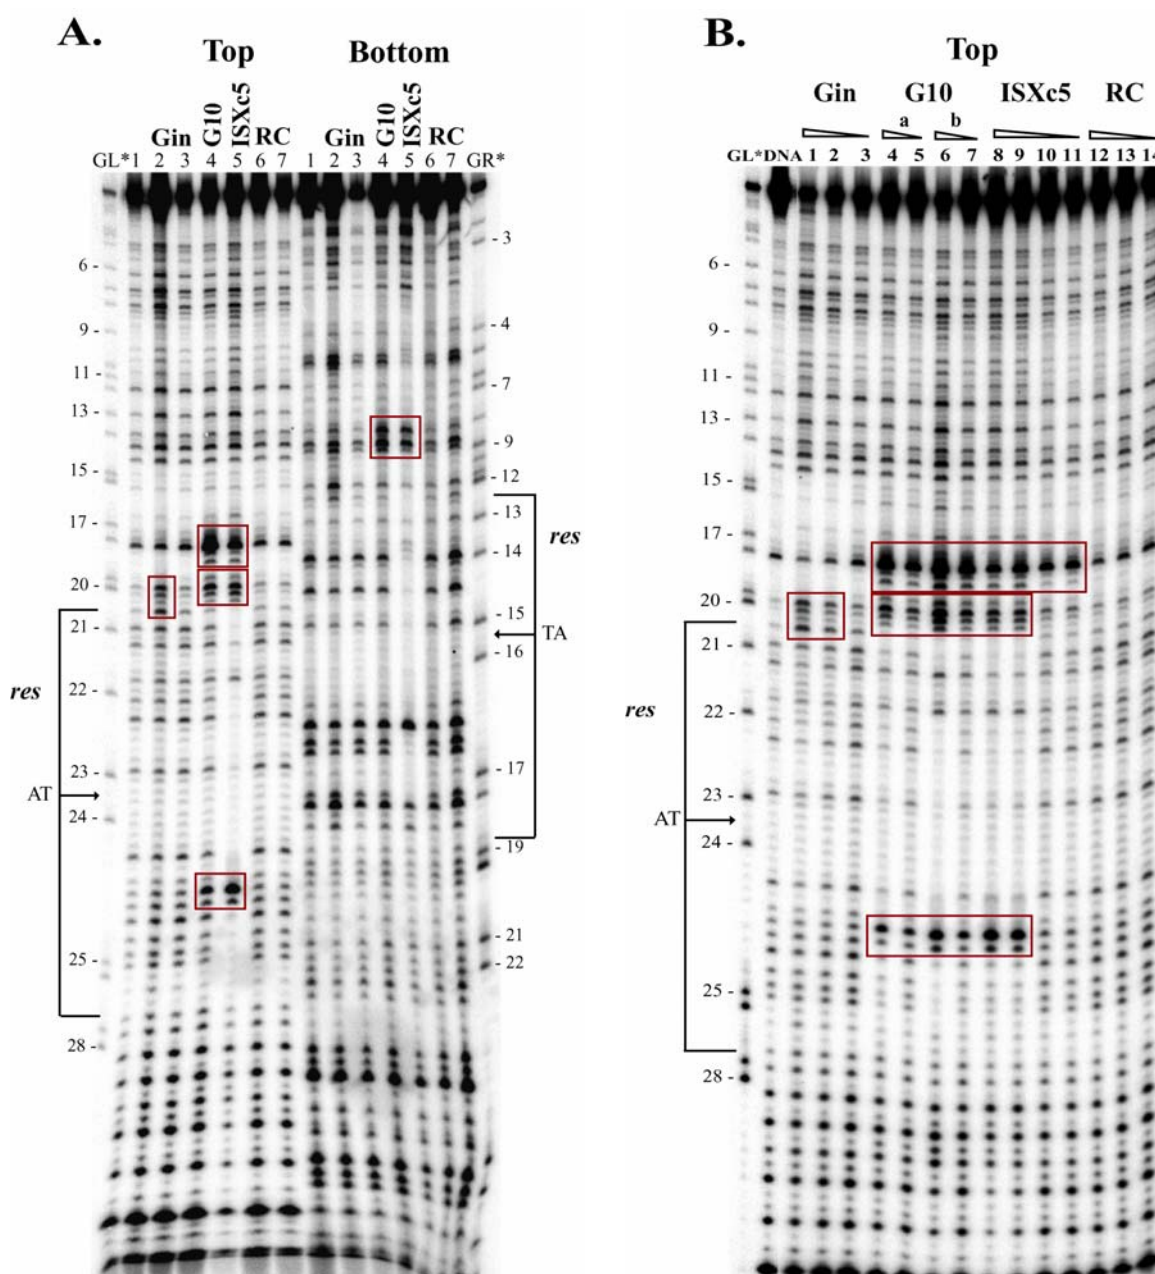 A.
Top Bottom
Gin G10 ISXc5 RC Gin G10 ISXc5 RC
GL* 1 2 3 4 5 6 7 1 2 3 4 5 6 7 GR*
6 -
9 -
11 -
13 -
15 -
17 -
20 -
21 -
22 -
23 -
24 -
25 -
28 -
res
AT
- 3
- 4
- 7
- 9
- 12
- 13
- 14
- 15
- 16
- 17
- 19
- 21
- 22
res
TA
B.
Top
Gin G10 ISXc5 RC
a b
GL* DNA 1 2 3 4 5 6 7 8 9 10 11 12 13 14
6 -
9 -
11 -
13 -
15 -
17 -
20 -
21 -
22 -
23 -
24 -
25 -
28 -
res
AT